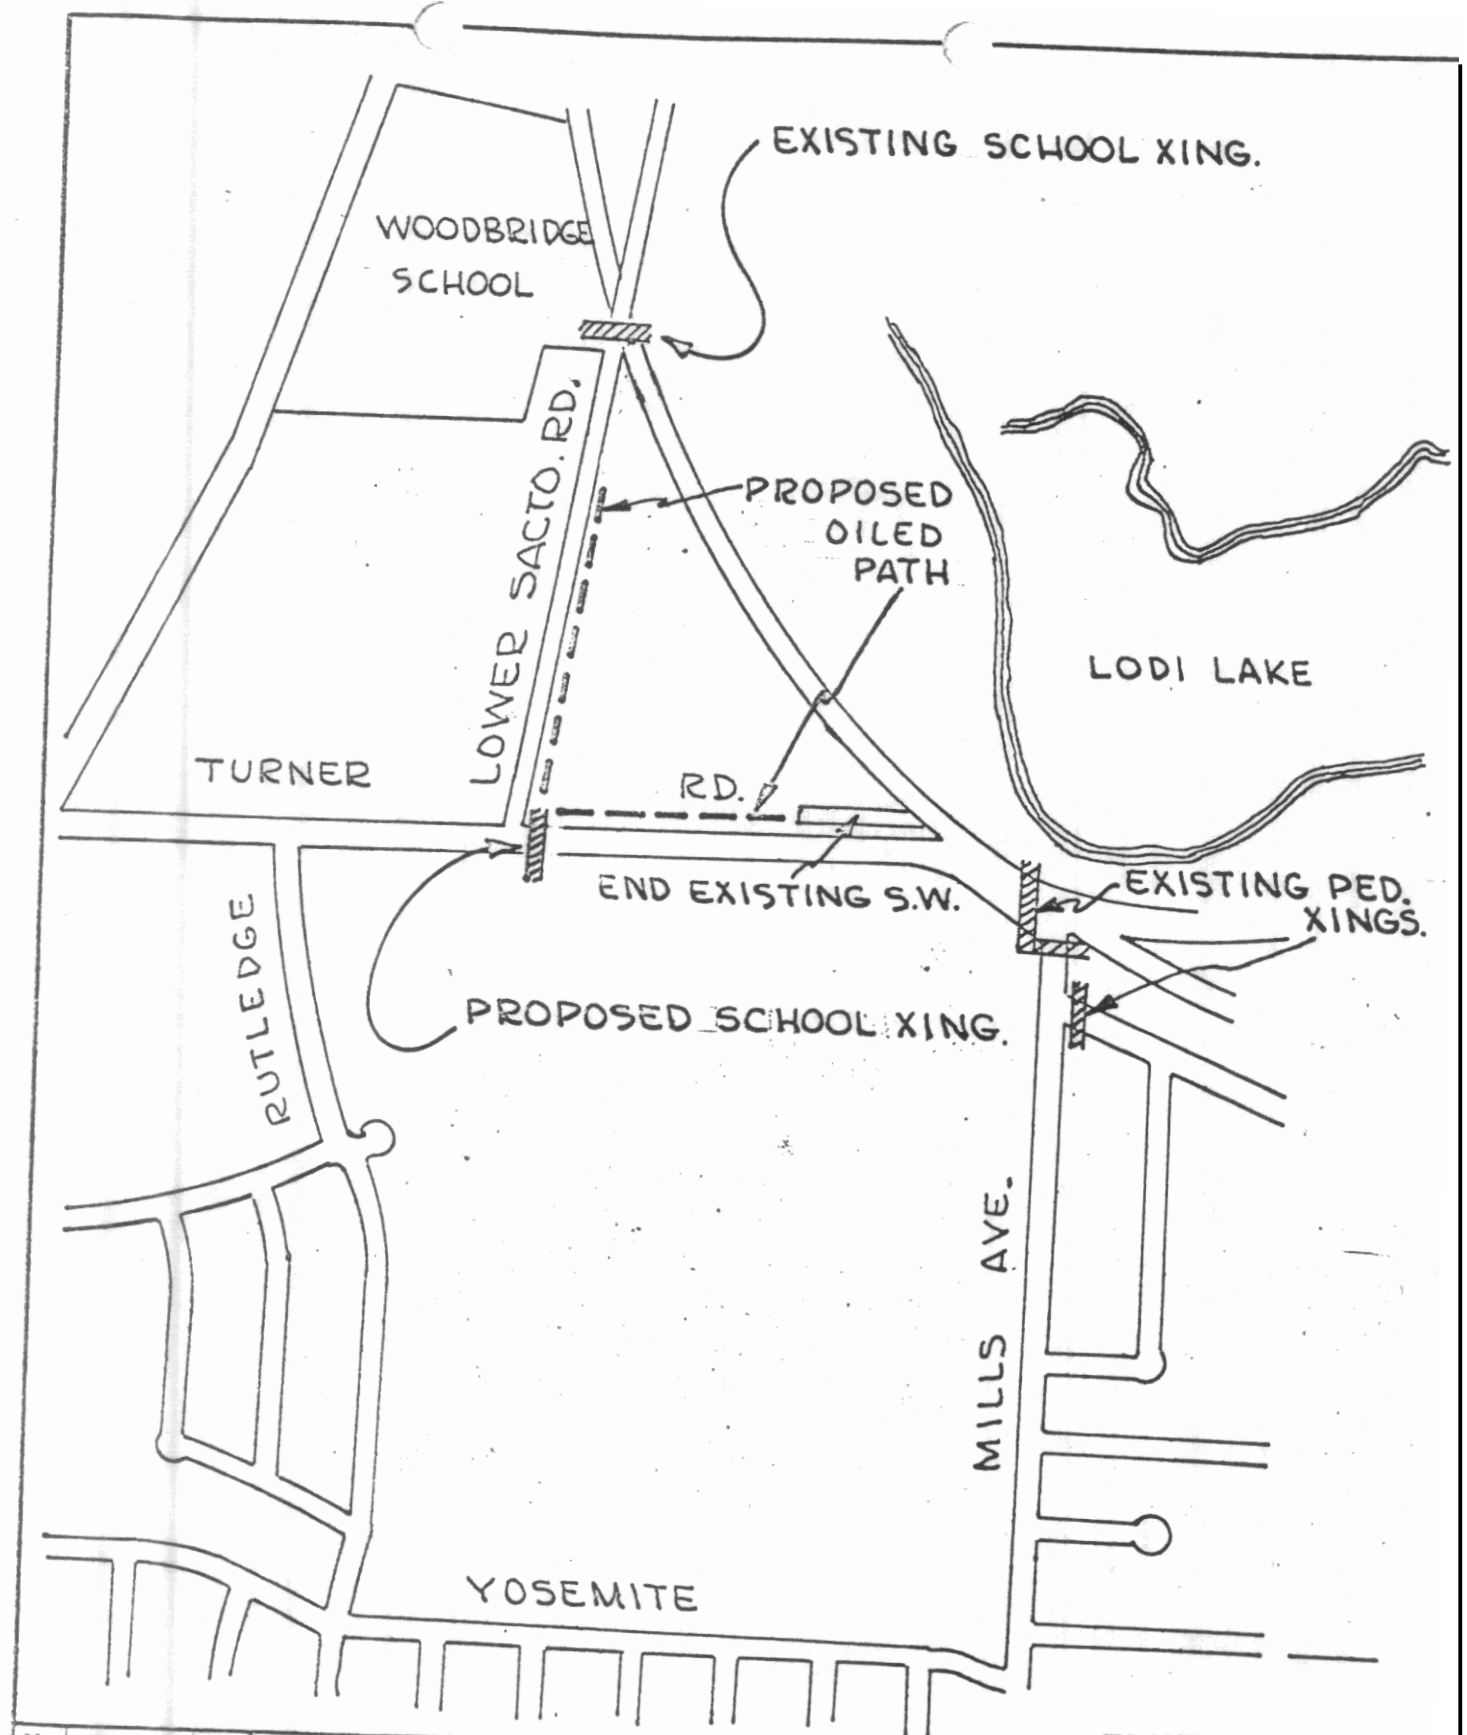 EXISTING SCHOOL XING.
WOODBRIDGE
SCHOOL
LOWER SACTO. RD.
PROPOSED
OILED
PATH
LODI LAKE
TURNER
RD.
END EXISTING S.W.
EXISTING PED.
XINGS.
RUTLEDGE
PROPOSED SCHOOL XING.
MILLS AVE.
YOSEMITE